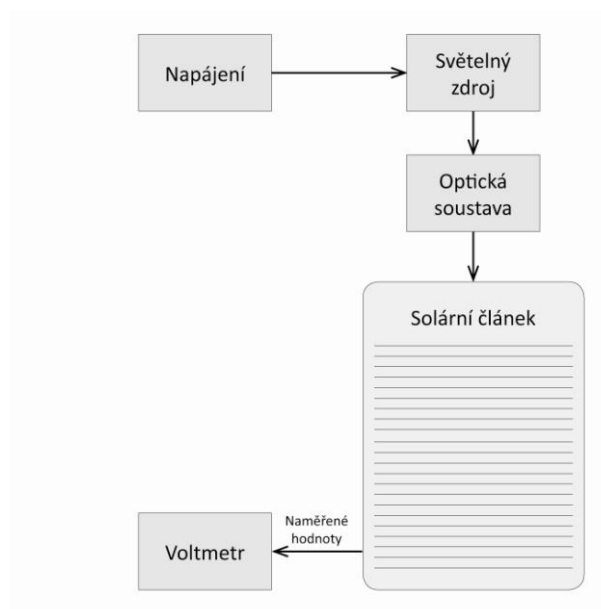 Napájení
Světelný
zdroj
Optická
soustava
Solární článek
Naměřené
hodnoty
Voltmetr